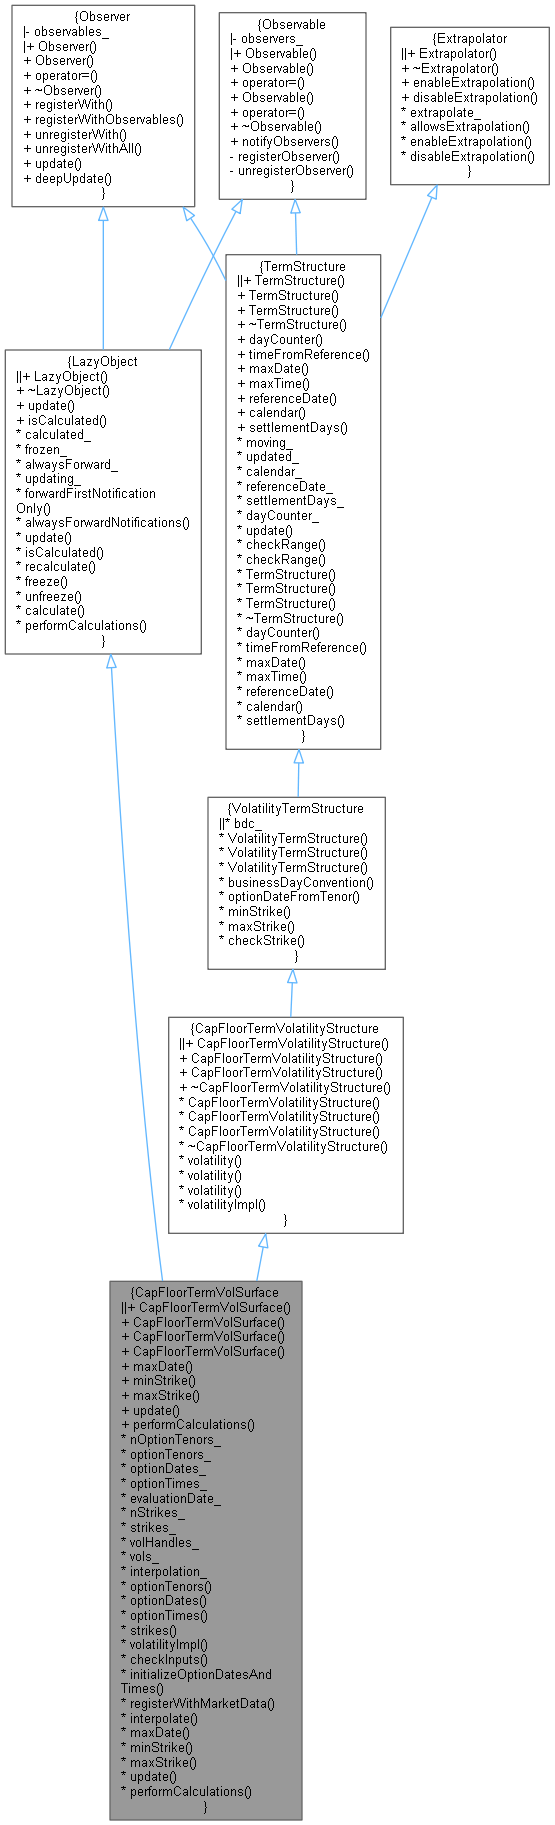 {Observer
|- observables_
|+ Observer()
+ Observer()
+ operator=()
+ ~Observer()
+ registerWith()
+ registerWithObservables()
+ unregisterWith()
+ unregisterWithAll()
+ update()
+ deepUpdate()
}
{Observable
|- observers_
|+ Observable()
+ Observable()
+ operator=()
+ Observable()
+ operator=()
+ ~Observable()
+ notifyObservers()
- registerObserver()
- unregisterObserver()
}
{Extrapolator
||+ Extrapolator()
+ ~Extrapolator()
+ enableExtrapolation()
+ disableExtrapolation()
* extrapolate_
* allowsExtrapolation()
* enableExtrapolation()
* disableExtrapolation()
}
{TermStructure
||+ TermStructure()
+ TermStructure()
+ TermStructure()
+ ~TermStructure()
+ dayCounter()
+ timeFromReference()
+ maxDate()
+ maxTime()
+ referenceDate()
+ calendar()
+ settlementDays()
* moving_
* updated_
* calendar_
* referenceDate_
* settlementDays_
* dayCounter_
* update()
* checkRange()
* checkRange()
* TermStructure()
* TermStructure()
* TermStructure()
* ~TermStructure()
* dayCounter()
* timeFromReference()
* maxDate()
* maxTime()
* referenceDate()
* calendar()
* settlementDays()
}
{LazyObject
||+ LazyObject()
+ ~LazyObject()
+ update()
+ isCalculated()
* calculated_
* frozen_
* alwaysForward_
* updating_
* forwardFirstNotification
Only()
* alwaysForwardNotifications()
* update()
* isCalculated()
* recalculate()
* freeze()
* unfreeze()
* calculate()
* performCalculations()
}
{VolatilityTermStructure
||* bdc_
* VolatilityTermStructure()
* VolatilityTermStructure()
* VolatilityTermStructure()
* businessDayConvention()
* optionDateFromTenor()
* minStrike()
* maxStrike()
* checkStrike()
}
{CapFloorTermVolatilityStructure
||+ CapFloorTermVolatilityStructure()
+ CapFloorTermVolatilityStructure()
+ CapFloorTermVolatilityStructure()
+ ~CapFloorTermVolatilityStructure()
* CapFloorTermVolatilityStructure()
* CapFloorTermVolatilityStructure()
* CapFloorTermVolatilityStructure()
* ~CapFloorTermVolatilityStructure()
* volatility()
* volatility()
* volatility()
* volatilityImpl()
}
{CapFloorTermVolSurface
||+ CapFloorTermVolSurface()
+ CapFloorTermVolSurface()
+ CapFloorTermVolSurface()
+ CapFloorTermVolSurface()
+ maxDate()
+ minStrike()
+ maxStrike()
+ update()
+ performCalculations()
* nOptionTenors_
* optionTenors_
* optionDates_
* optionTimes_
* evaluationDate_
* nStrikes_
* strikes_
* volHandles_
* vols_
* interpolation_
* optionTenors()
* optionDates()
* optionTimes()
* strikes()
* volatilityImpl()
* checkInputs()
* initializeOptionDatesAnd
Times()
* registerWithMarketData()
* interpolate()
* maxDate()
* minStrike()
* maxStrike()
* update()
* performCalculations()
}